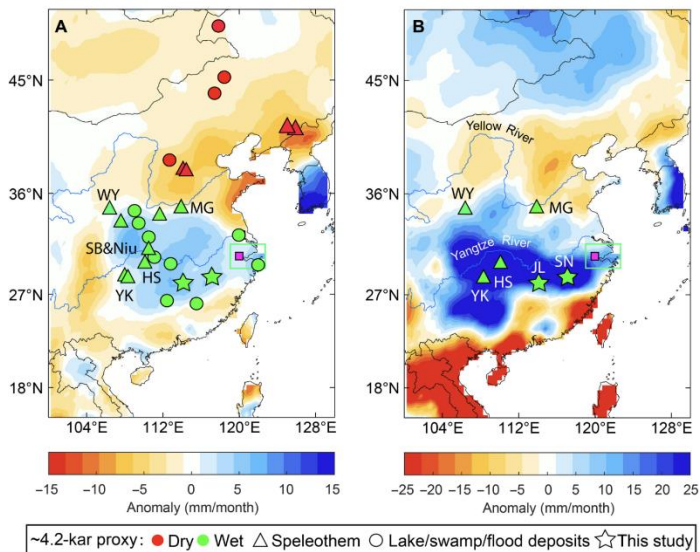 A
45°N
36°N
27°N
18°N
WY
MG
SB&Niu
HS
YK
104°E 112°E 120°E 128°E
−15 −10 −5 0 5 10 15
Anomaly (mm/month)
B
45°N
36°N
27°N
18°N
Yellow River
WY
MG
Yangtze River
JL SN
HS
YK
104°E 112°E 120°E 128°E
−25 −20 −15 −10 −5 0 5 10 15 20 25
Anomaly (mm/month)
~4.2-kar proxy: Dry Wet Speleothem Lake/swamp/flood deposits This study